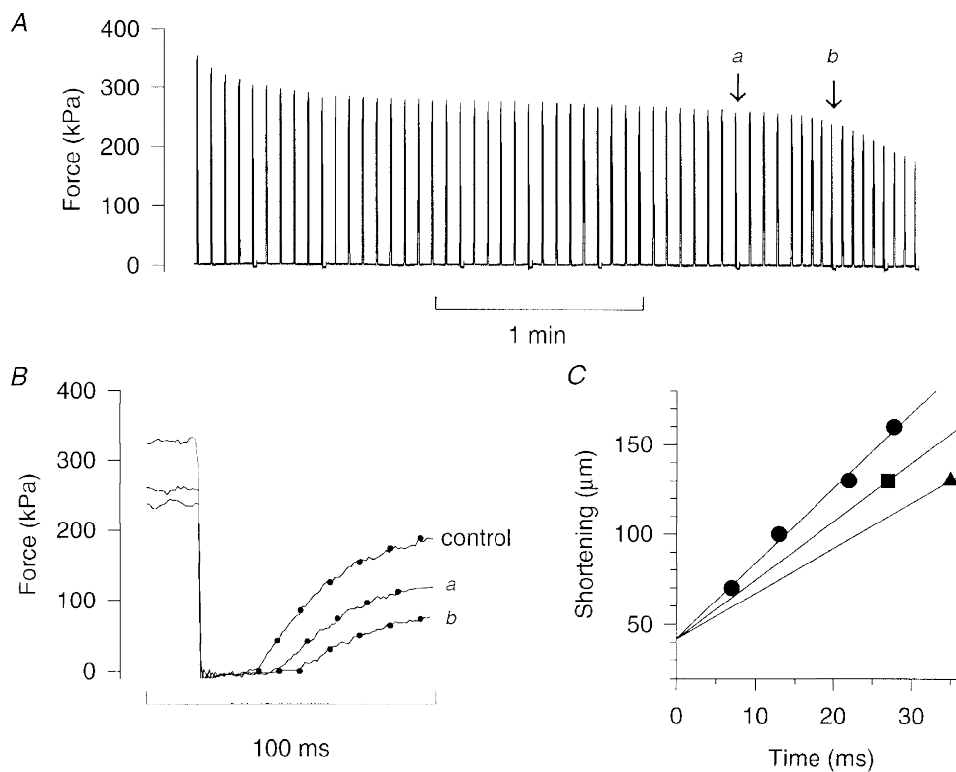 A
400
300
200
100
0
Force (kPa)
a
b
1 min
B
400
300
200
100
0
Force (kPa)
control
a
b
100 ms
C
150
100
50
Shortening (µm)
0
10
20
30
Time (ms)